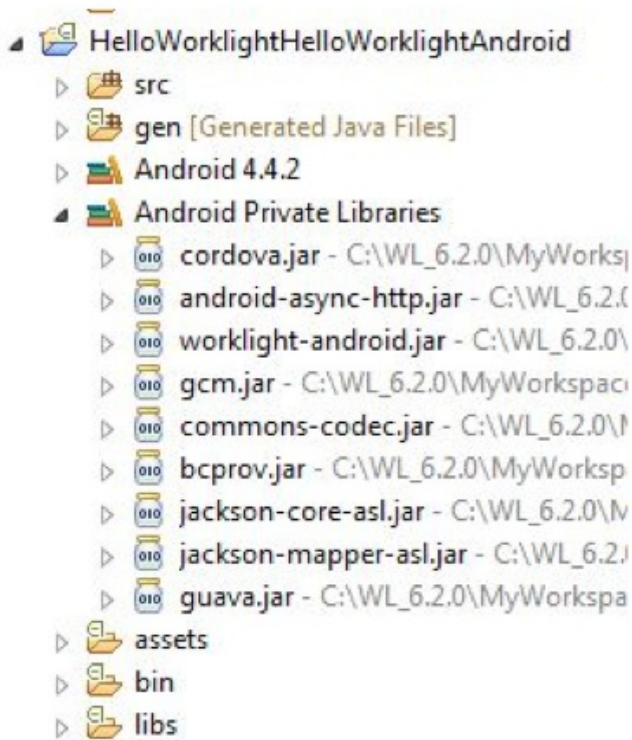 HelloWorklightHelloWorklightAndroid
src
gen [Generated Java Files]
Android 4.4.2
Android Private Libraries
cordova.jar - C:\WL_6.2.0\MyWorks
android-async-http.jar - C:\WL_6.2.
worklight-android.jar - C:\WL_6.2.0\
gcm.jar - C:\WL_6.2.0\MyWorkspac
commons-codec.jar - C:\WL_6.2.0\
bcprov.jar - C:\WL_6.2.0\MyWorksp
jackson-core-asl.jar - C:\WL_6.2.0\M
jackson-mapper-asl.jar - C:\WL_6.2.
guava.jar - C:\WL_6.2.0\MyWorkspa
assets
bin
libs